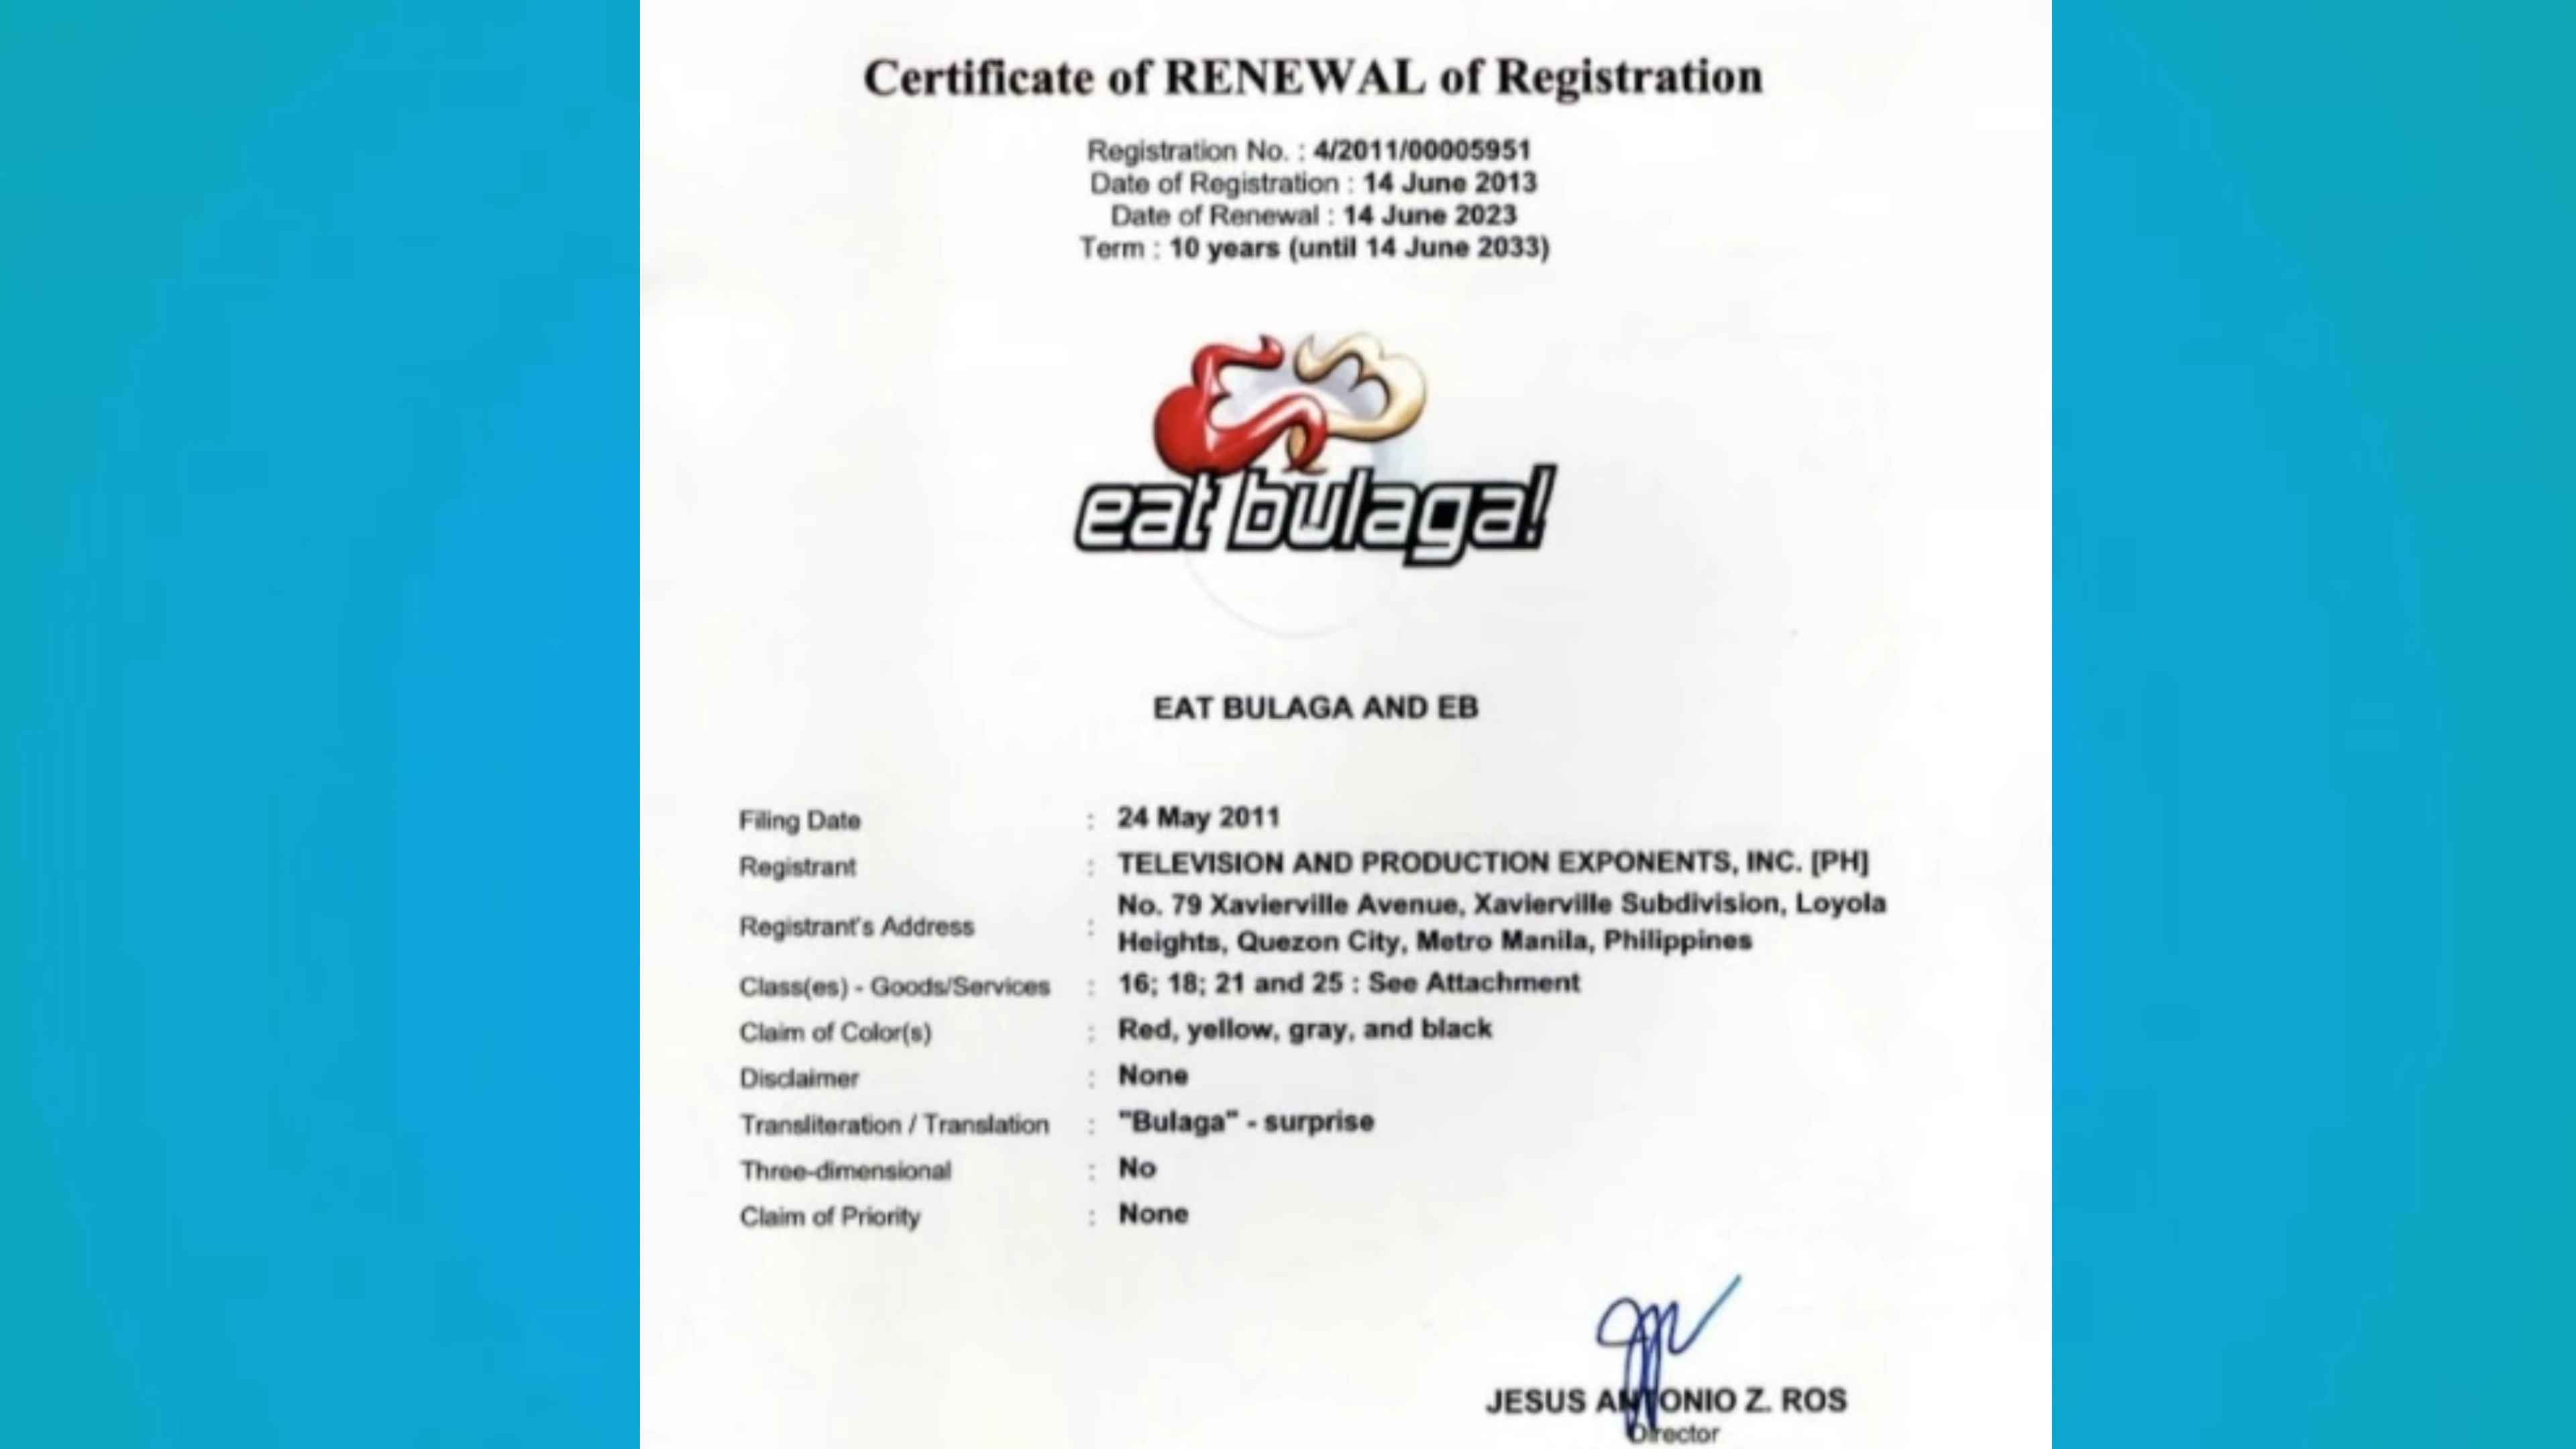 Certificate of RENEWAL of Registration
Registration No. : 4/2011/00005951
Date of Registration : 14 June 2013
Date of Renewal : 14 June 2023
Term : 10 years (until 14 June 2033)
eat bulaga!
EAT BULAGA AND EB
Filing Date : 24 May 2011
Registrant : TELEVISION AND PRODUCTION EXPONENTS, INC. [PH]
Registrant's Address : No. 79 Xavierville Avenue, Xavierville Subdivision, Loyola
Heights, Quezon City, Metro Manila, Philippines
Class(es) - Goods/Services : 16; 18; 21 and 25 : See Attachment
Claim of Color(s) : Red, yellow, gray, and black
Disclaimer : None
Transliteration / Translation : "Bulaga" - surprise
Three-dimensional : No
Claim of Priority : None
JESUS ANTONIO Z. ROS
Director